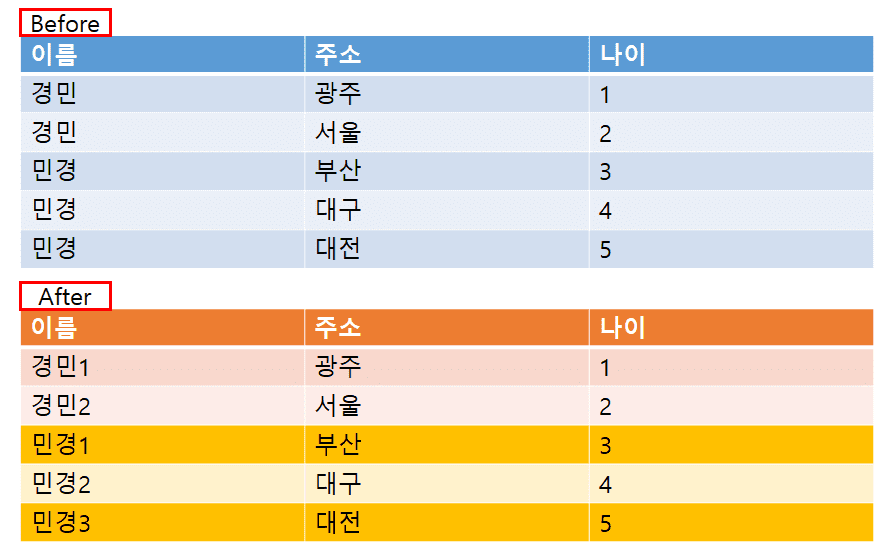 Before
이름 주소 나이
경민 광주 1
경민 서울 2
민경 부산 3
민경 대구 4
민경 대전 5
After
이름 주소 나이
경민1 광주 1
경민2 서울 2
민경1 부산 3
민경2 대구 4
민경3 대전 5